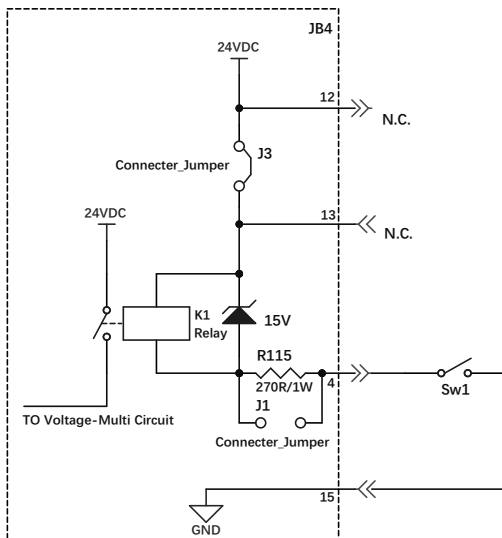 JB4
24VDC
12
N.C.
J3
Connecter_Jumper
24VDC
13
N.C.
K1
Relay
15V
R115
270R/1W
4
Sw1
J1
TO Voltage-Multi Circuit
Connecter_Jumper
15
GND